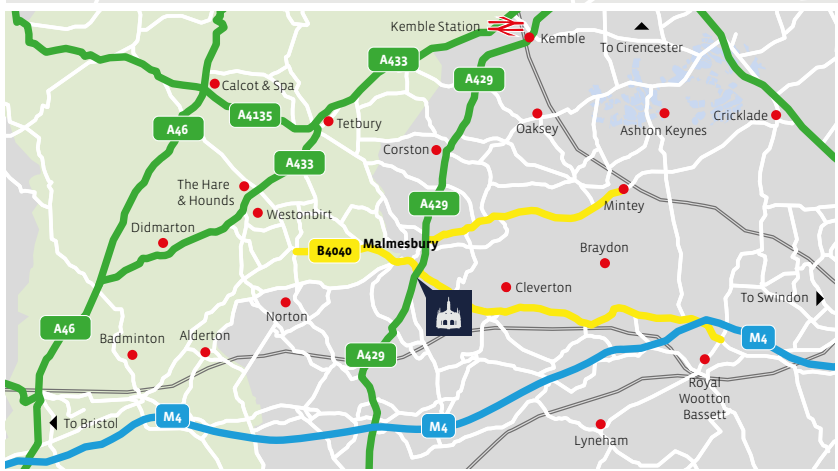 Kemble Station
Kemble
To Cirencester
A433
A429
Calcot & Spa
A4135
A46
Tetbury
Oaksey
Ashton Keynes
Cricklade
Corston
A433
The Hare
& Hounds
Westonbirt
A429
Mintey
Didmarton
B4040
Malmesbury
Braydon
Cleverton
To Swindon
Norton
A46
Badminton
Alderton
A429
M4
Royal
Wootton
Bassett
To Bristol
M4
M4
Lyneham